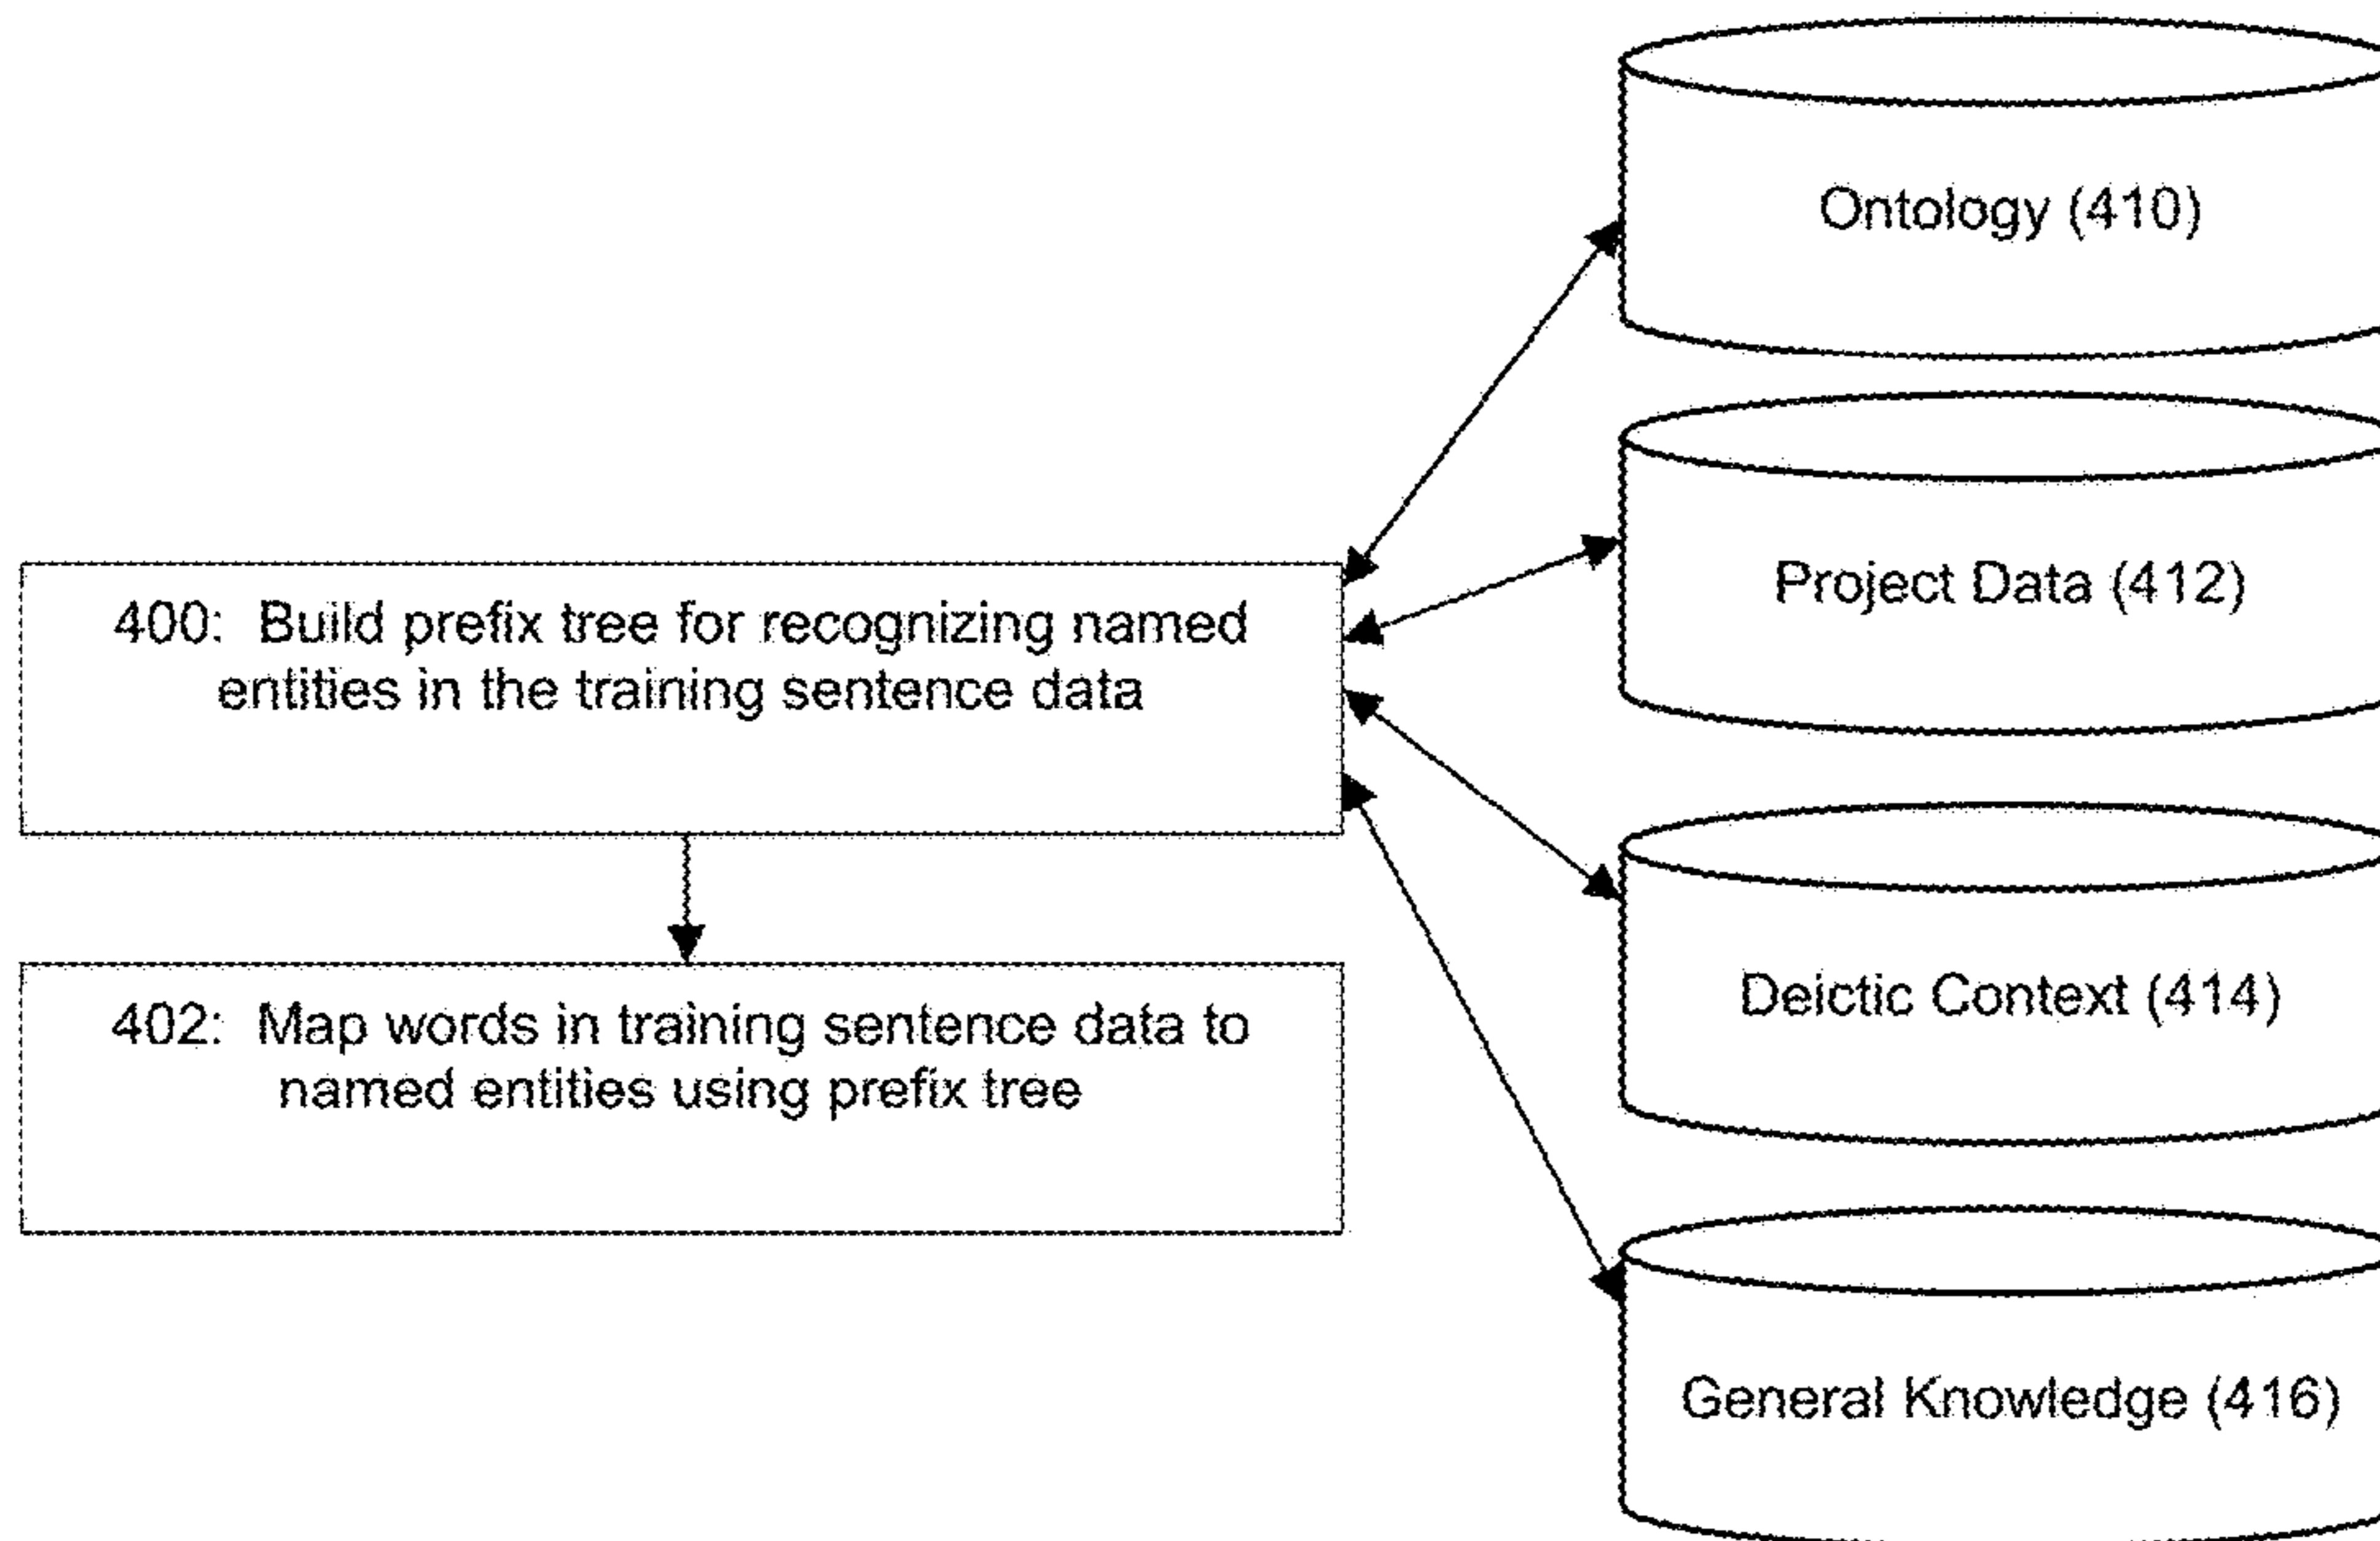 Ontology (410)
Project Data (412)
400: Build prefix tree for recognizing named
entities in the training sentence data
Deictic Context (414)
402: Map words in training sentence data to
named entities using prefix tree
General Knowledge (416)